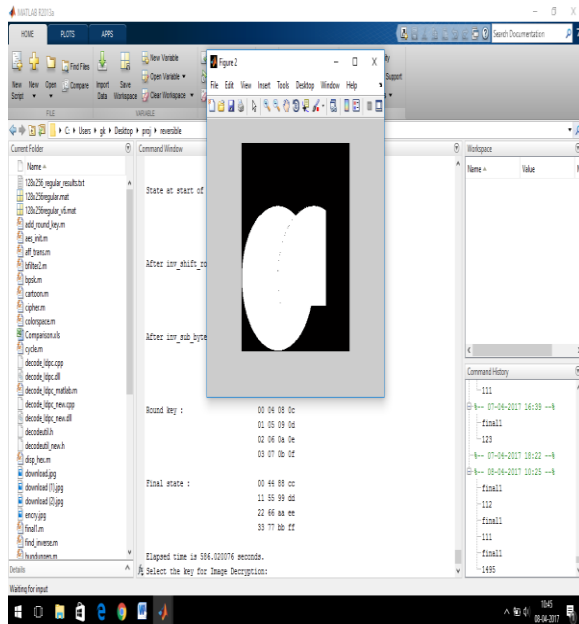 MATLAB R2015a
HOME PLOTS APPS
Search Documentation
New Script
New
Open
Find Files
Compare
Import Data
Save Workspace
New Variable
Open Variable
Clear Workspace
FILE
VARIABLE
Support
Figure 2
File Edit View Insert Tools Desktop Window Help
C: Users gk Desktop proj reversible
Current Folder
Name
128x256_regular_results.txt
128x256regular.mat
128x256regular_v6.mat
add_round_key.m
aes_init.m
aff_trans.m
bfilter2.m
bpsk.m
cartoon.m
cipher.m
colorspace.m
Comparison.xls
cycle.m
decode_ldpc.cpp
decode_ldpc.dll
decode_ldpc_matlab.m
decode_ldpc_new.cpp
decode_ldpc_new.dll
decodeutil.h
decodeutil_new.h
disp_hex.m
download.jpg
download (1).jpg
download (2).jpg
encry.jpg
final1.m
find_inverse.m
Details
Command Window
State at start of
After inv_shift_ro
After inv_sub_byte
Round key : 00 04 08 0c
01 05 09 0d
02 06 0a 0e
03 07 0b 0f
Final state : 00 44 88 cc
11 55 99 dd
22 66 aa ee
33 77 bb ff
Elapsed time is 586.020076 seconds.
fx Select the key for Image Decryption:
Workspace
Name Value
Command History
111
%-- 07-04-2017 16:39 --%
final1
123
%-- 07-04-2017 18:22 --%
%-- 08-04-2017 10:25 --%
final1
112
final1
111
final1
1495
Waiting for input
10:45
08-04-2017